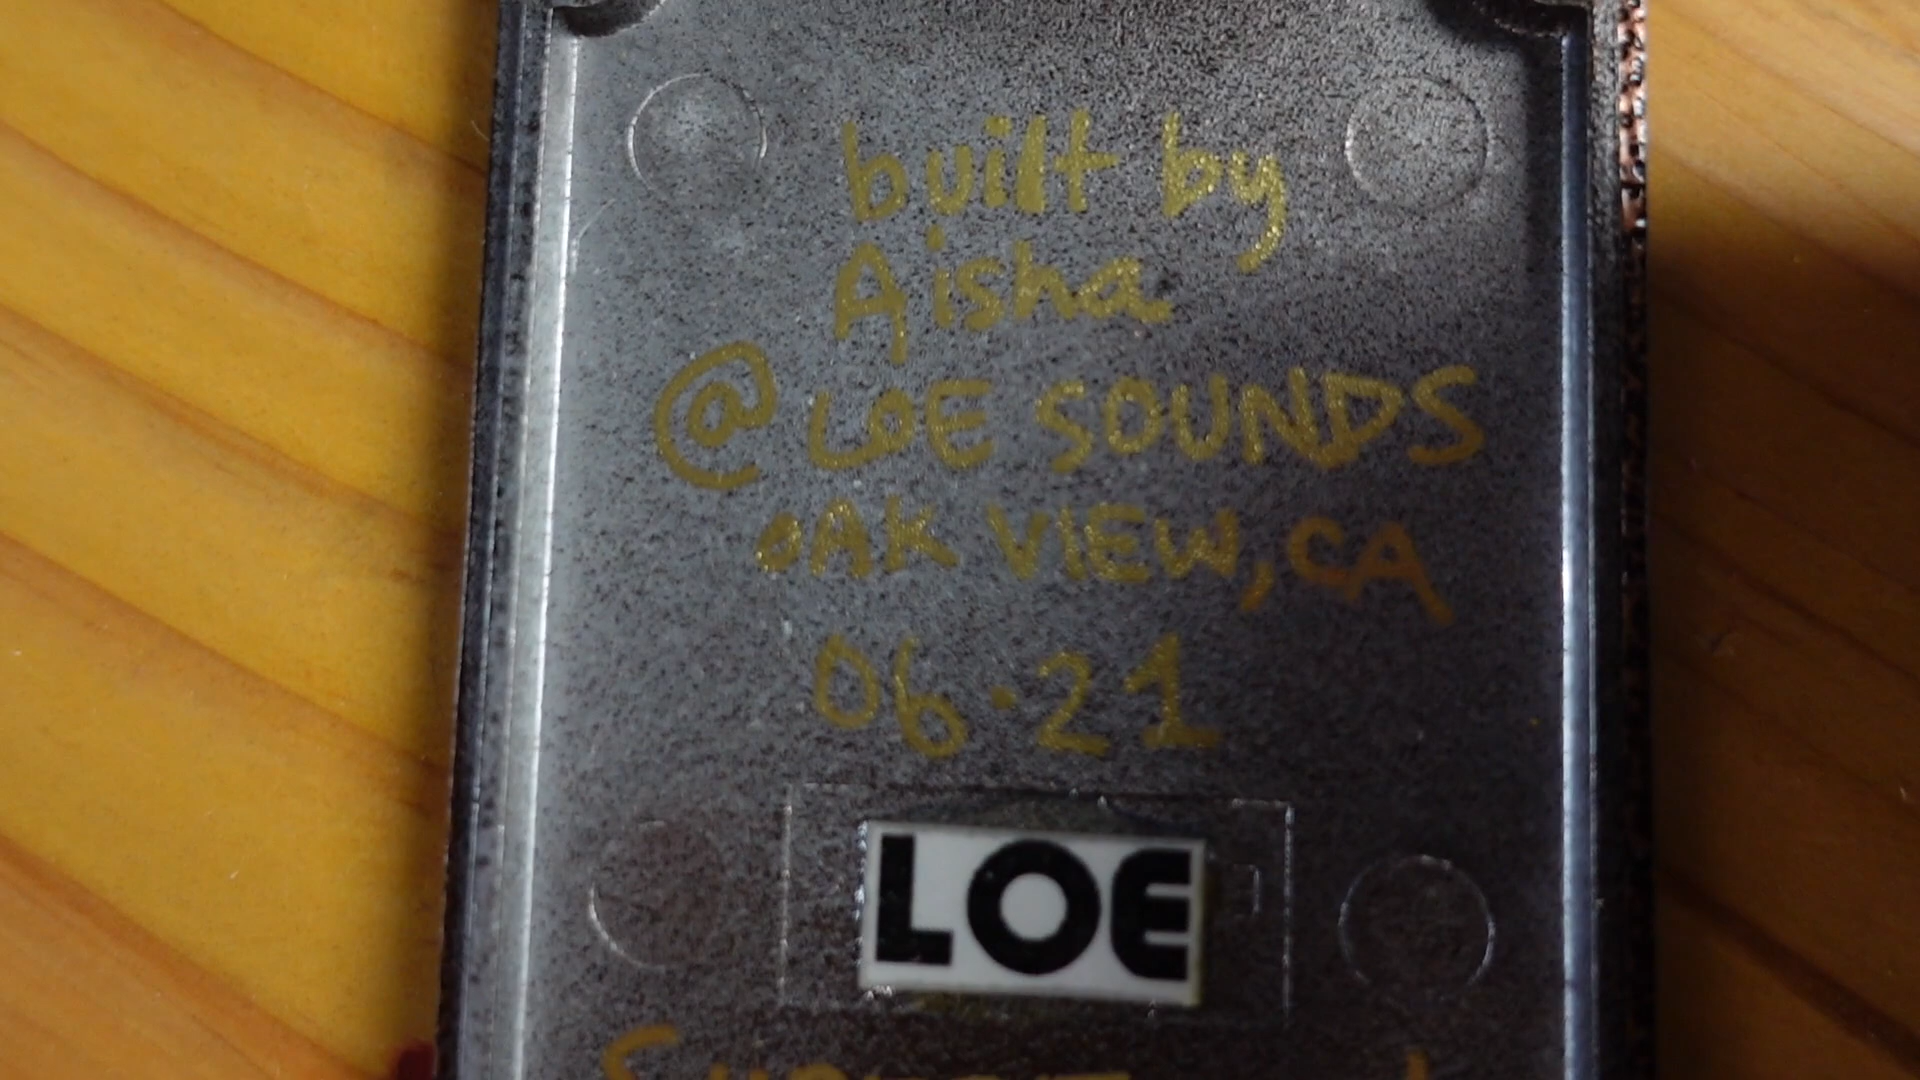 built by
Aisha
@ LOE SOUNDS
OAK VIEW, CA
06·21
LOE